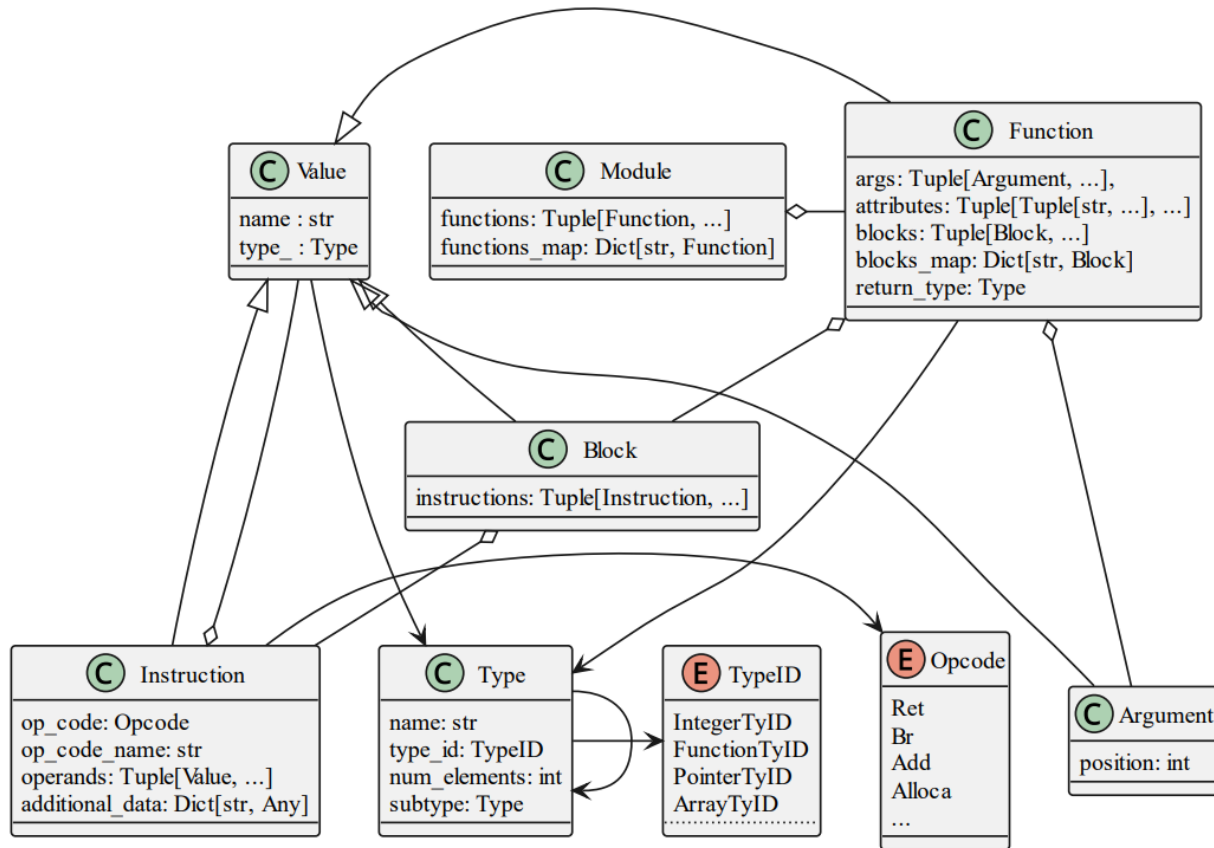 C Function
args: Tuple[Argument, ...],
attributes: Tuple[Tuple[str, ...], ...]
blocks: Tuple[Block, ...]
blocks_map: Dict[str, Block]
return_type: Type
C Value
name : str
type_ : Type
C Module
functions: Tuple[Function, ...]
functions_map: Dict[str, Function]
C Block
instructions: Tuple[Instruction, ...]
C Instruction
op_code: Opcode
op_code_name: str
operands: Tuple[Value, ...]
additional_data: Dict[str, Any]
C Type
name: str
type_id: TypeID
num_elements: int
subtype: Type
E TypeID
IntegerTyID
FunctionTyID
PointerTyID
ArrayTyID
E Opcode
Ret
Br
Add
Alloca
...
C Argument
position: int